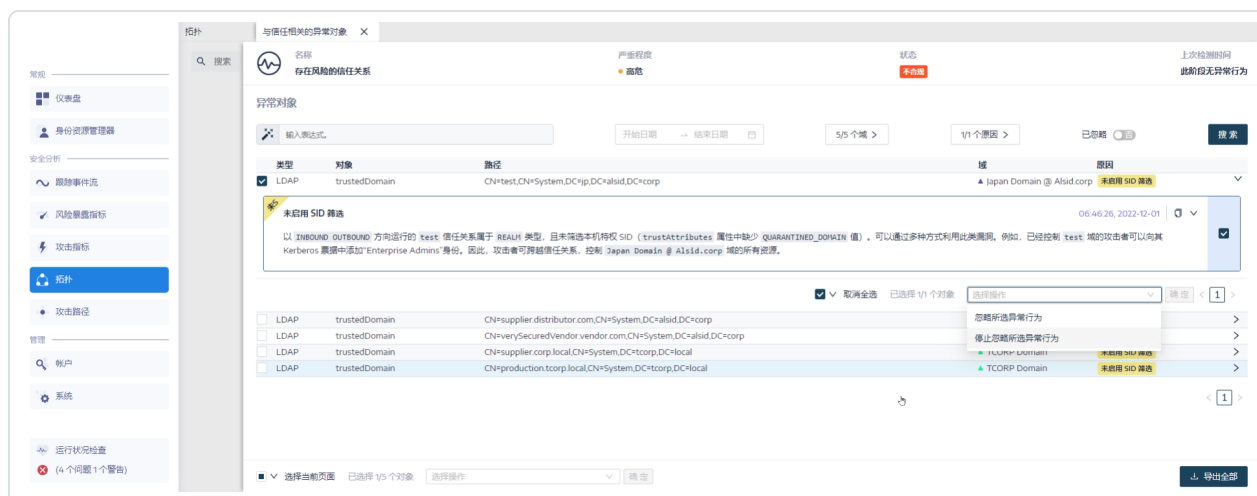 拓扑
与信任相关的异常对象
搜索
名称
存在风险的信任关系
严重程度
高危
状态
不合规
上次检测时间
此阶段无异常行为
常规
仪表盘
身份资源管理器
安全分析
跟踪事件流
风险暴露指标
攻击指标
拓扑
攻击路径
管理
帐户
系统
运行状况检查
(4 个问题 1 个警告)
异常对象
输入表达式。
开始日期 → 结束日期
5/5 个域 >
1/1 个原因 >
已忽略 否
搜索
类型 对象 路径 域 原因
LDAP trustedDomain CN=test,CN=System,DC=jp,DC=alsid,DC=corp Japan Domain @ Alsid.corp 未启用 SID 筛选
未启用 SID 筛选 06:46:26, 2022-12-01
以 INBOUND OUTBOUND 方向运行的 test 信任关系属于 REALM 类型，且未筛选本机特权 SID（trustAttributes 属性中缺少 QUARANTINED_DOMAIN 值）。可以通过多种方式利用此类漏洞。例如，已经控制 test 域的攻击者可以向其
Kerberos 票据中添加"Enterprise Admins"身份。因此，攻击者可跨越信任关系，控制 Japan Domain @ Alsid.corp 域的所有资源。
取消全选 已选择 1/1 个对象 选择操作 确定 < 1 >
忽略所选异常行为
停止忽略所选异常行为
LDAP trustedDomain CN=supplier.distributor.com,CN=System,DC=alsid,DC=corp
LDAP trustedDomain CN=verySecuredVendor.vendor.com,CN=System,DC=alsid,DC=corp
LDAP trustedDomain CN=supplier.corp.local,CN=System,DC=tcorp,DC=local TCORP Domain 未启用 SID 筛选
LDAP trustedDomain CN=production.tcorp.local,CN=System,DC=tcorp,DC=local TCORP Domain 未启用 SID 筛选
< 1 >
选择当前页面 已选择 1/5 个对象 选择操作 确定
导出全部